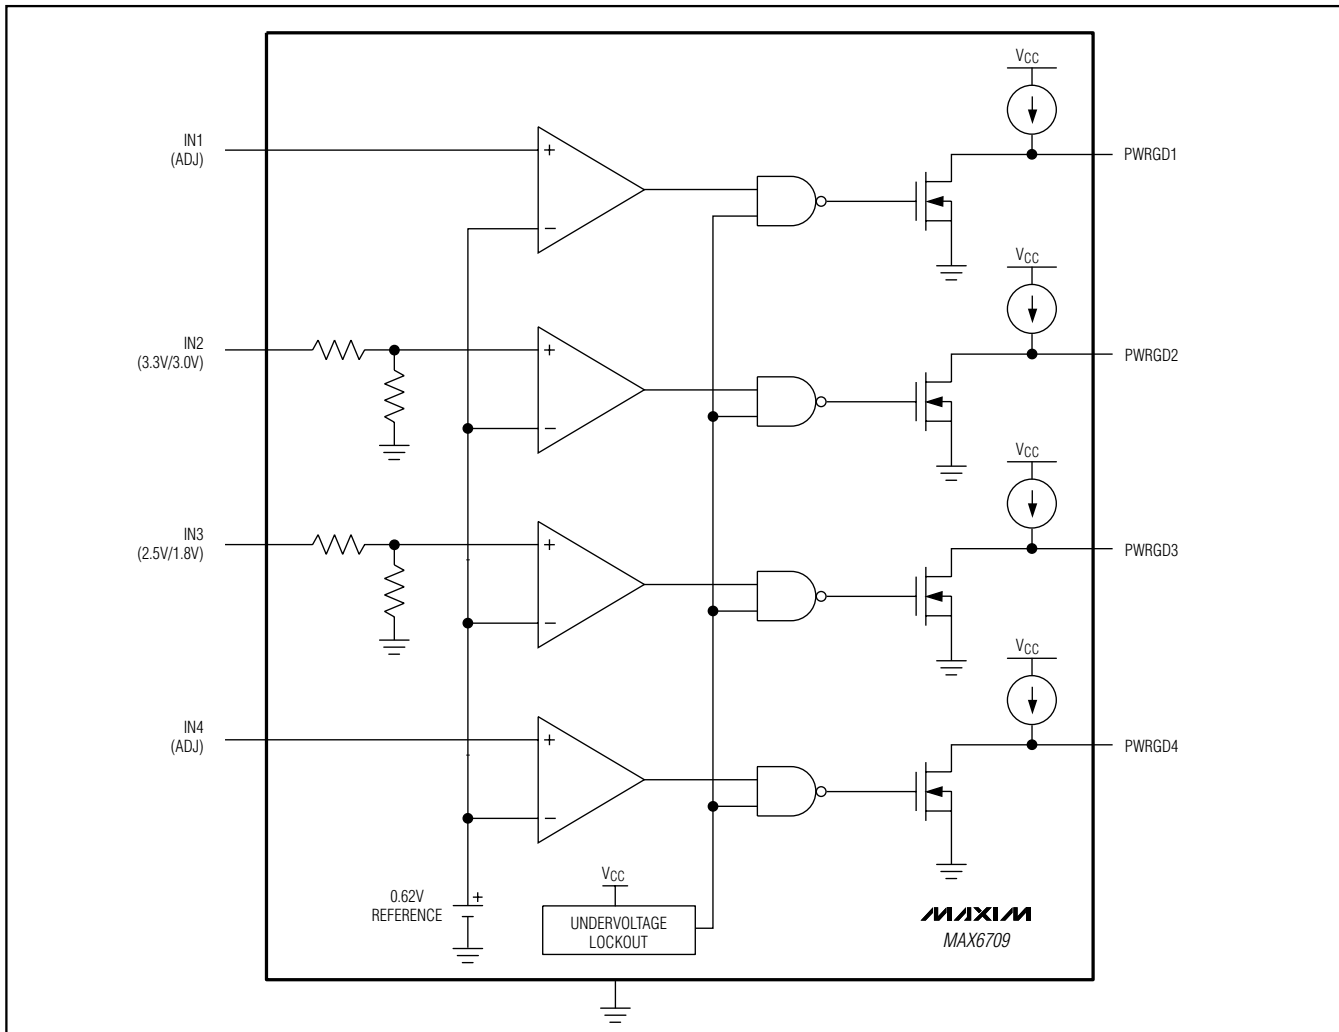 VCC
IN1
(ADJ)
+
−
PWRGD1
VCC
IN2
(3.3V/3.0V)
+
−
PWRGD2
VCC
IN3
(2.5V/1.8V)
+
−
PWRGD3
VCC
IN4
(ADJ)
+
−
PWRGD4
0.62V
REFERENCE
+
VCC
UNDERVOLTAGE
LOCKOUT
MAXIM
MAX6709